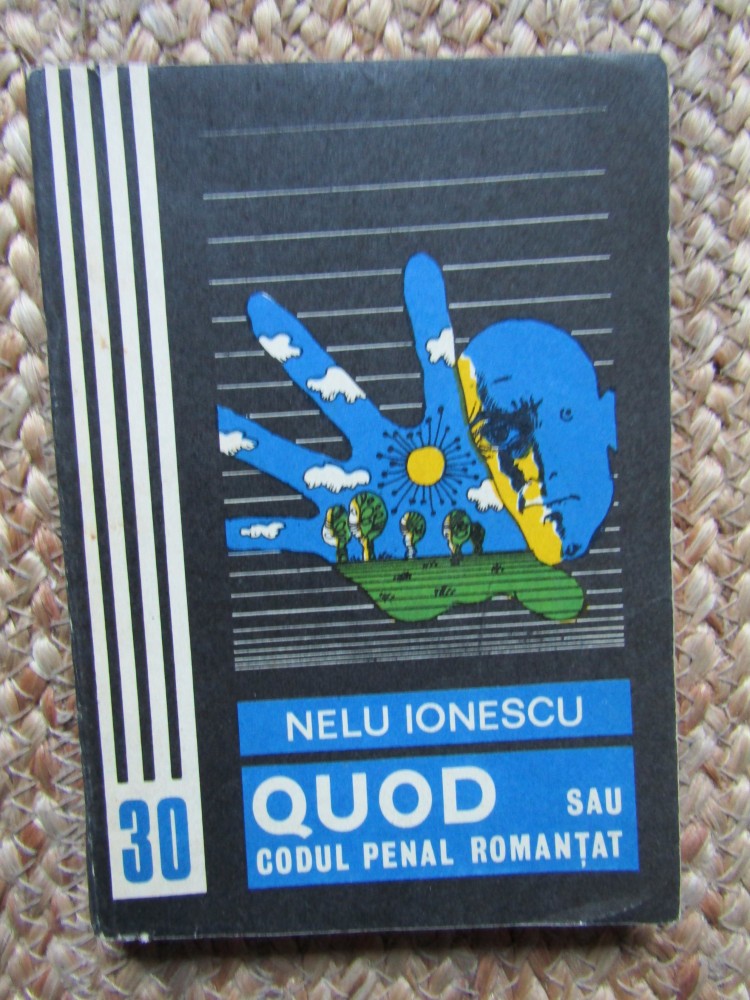 NELU IONESCU
QUOD SAU
CODUL PENAL ROMANȚAT
30